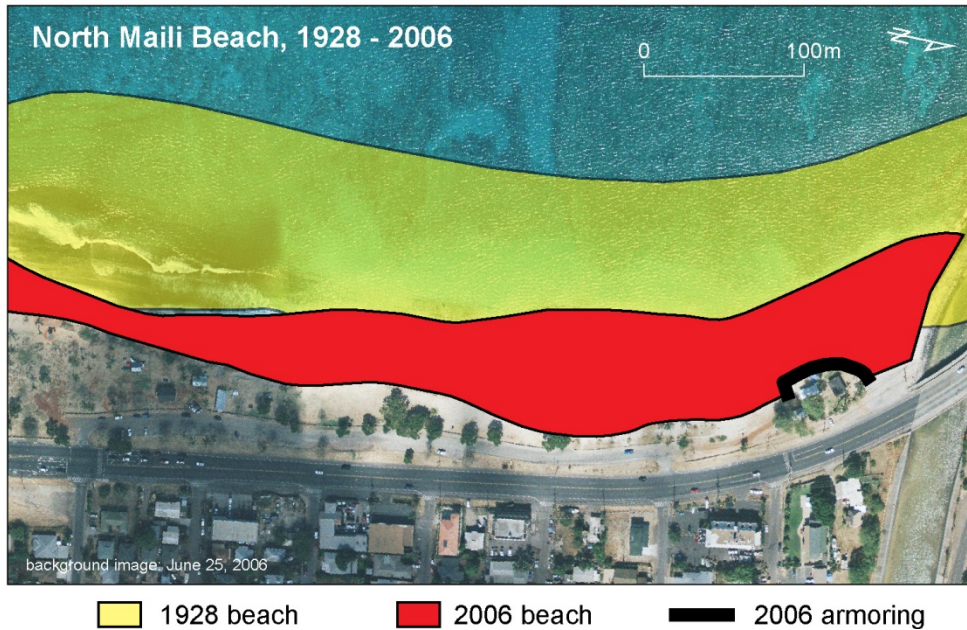 North Maili Beach, 1928 - 2006
0 100m
N
background image: June 25, 2006
1928 beach 2006 beach 2006 armoring